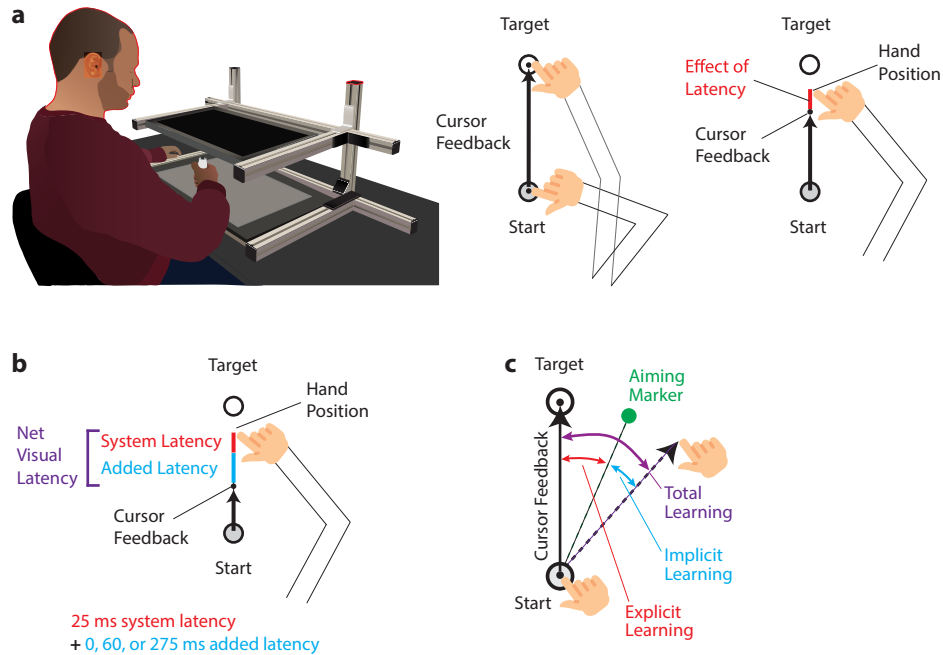 a
Target
Cursor
Feedback
Start
Target
Effect of
Latency
Hand
Position
Cursor
Feedback
Start
b
Target
Hand
Position
Net
Visual
Latency
System Latency
Added Latency
Cursor
Feedback
Start
25 ms system latency
+ 0, 60, or 275 ms added latency
c
Target
Aiming
Marker
Cursor Feedback
Total
Learning
Implicit
Learning
Start
Explicit
Learning